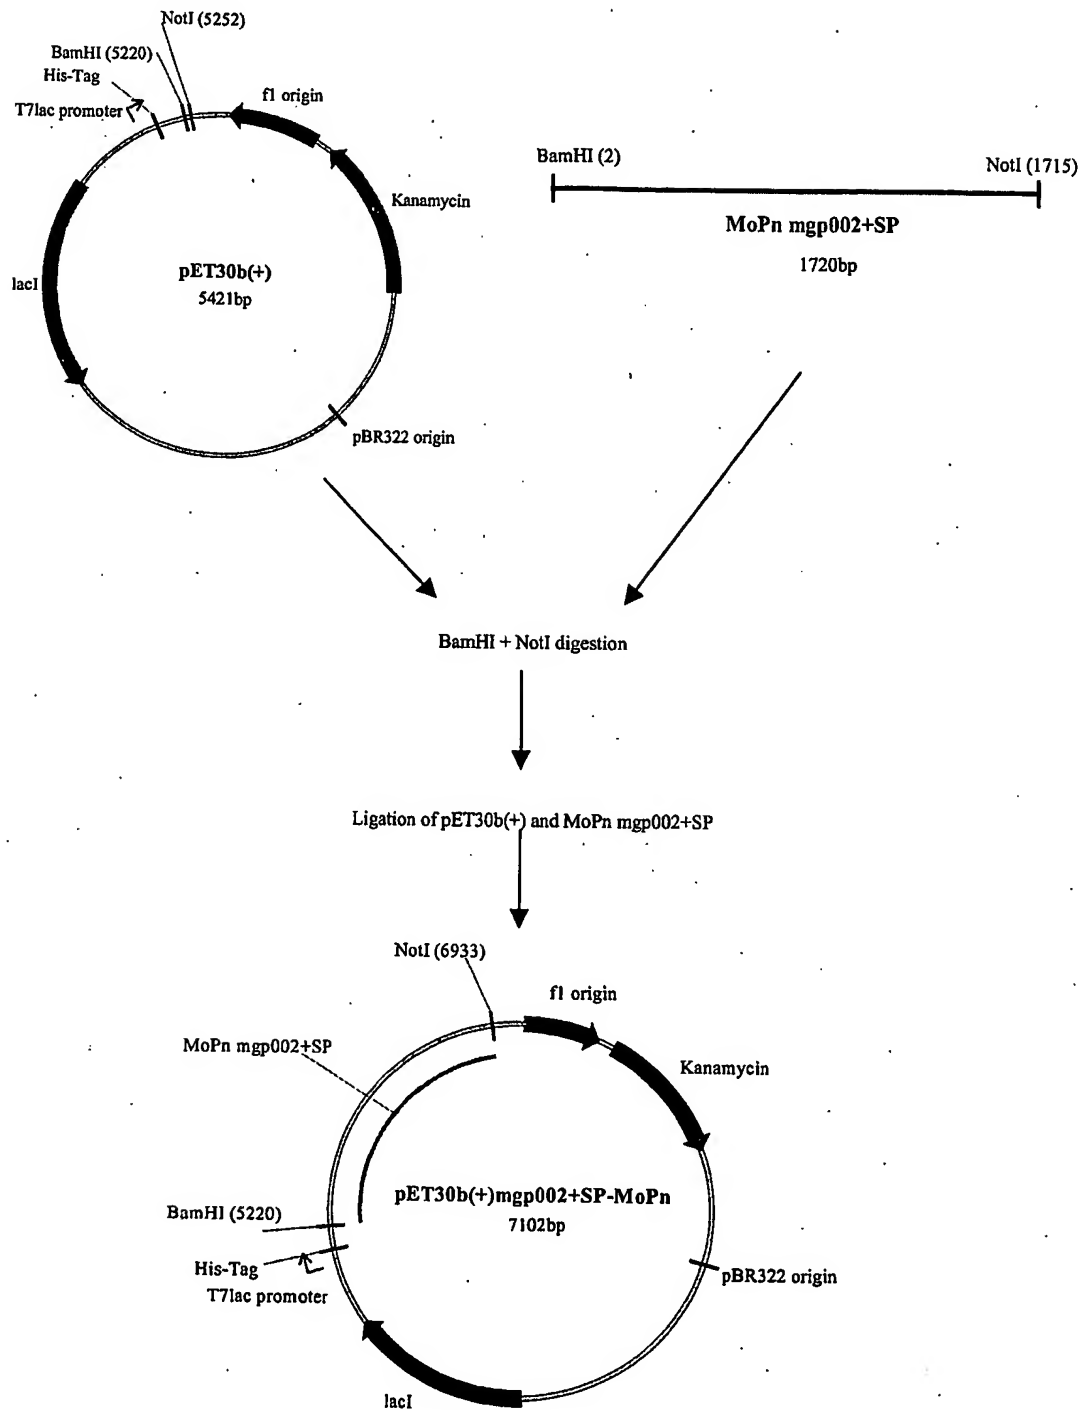 NotI (5252)
BamHI (5220)
His-Tag
T7lac promoter
f1 origin
Kanamycin
lacI
pET30b(+)
5421bp
pBR322 origin
BamHI (2)
NotI (1715)
MoPn mgp002+SP
1720bp
BamHI + NotI digestion
Ligation of pET30b(+) and MoPn mgp002+SP
NotI (6933)
f1 origin
MoPn mgp002+SP
Kanamycin
pET30b(+)mgp002+SP-MoPn
7102bp
BamHI (5220)
His-Tag
T7lac promoter
pBR322 origin
lacI